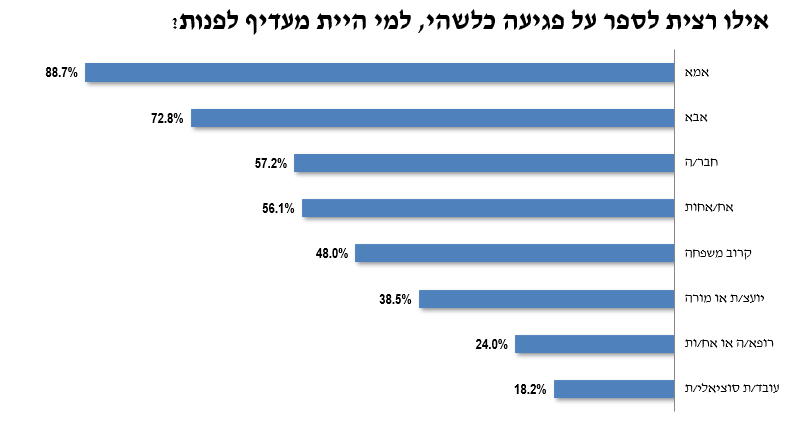 אילו רצית לספר על פגיעה כלשהי, למי היית מעדיף לפנות?
אמא 88.7%
אבא 72.8%
חבר/ה 57.2%
אח/אחות 56.1%
קרוב משפחה 48.0%
יועצ/ת או מורה 38.5%
רופא/ה או אח/ות 24.0%
עובד/ת סוציאלי/ת 18.2%